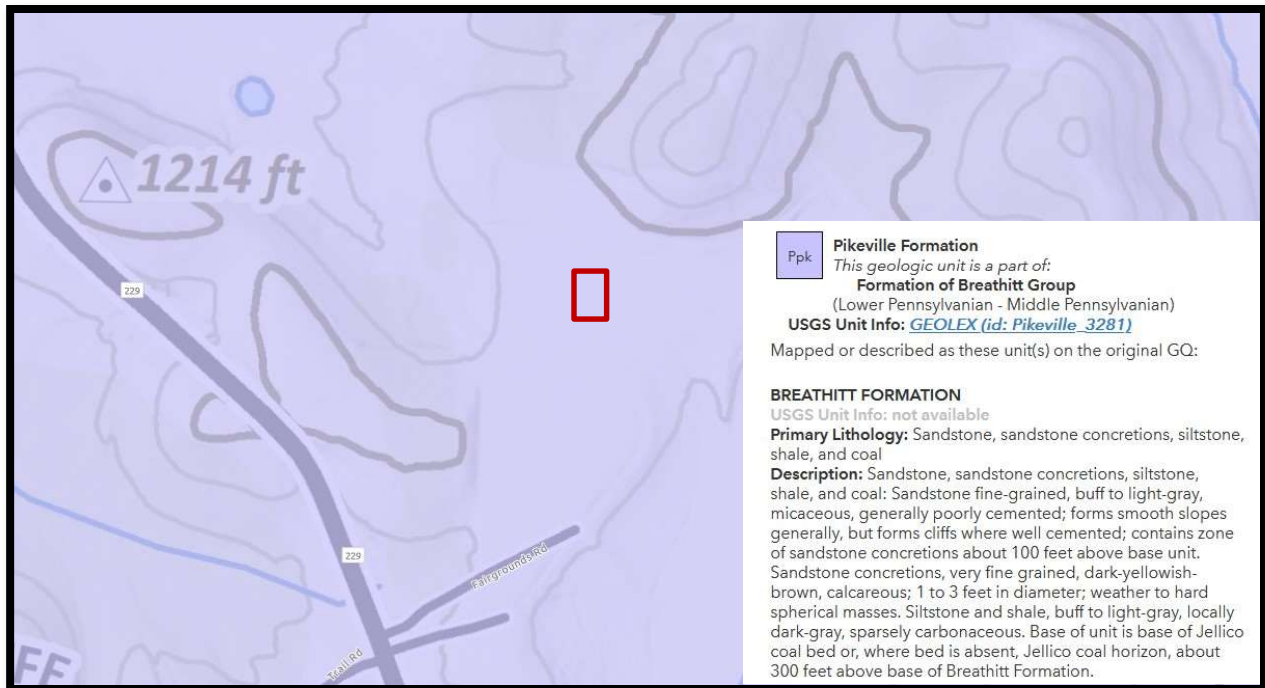 1214 ft
229
229
Fairgrounds Rd
Trail Rd
FF
Ppk
Pikeville Formation
This geologic unit is a part of:
Formation of Breathitt Group
(Lower Pennsylvanian - Middle Pennsylvanian)
USGS Unit Info: GEOLEX (id: Pikeville_3281)
Mapped or described as these unit(s) on the original GQ:
BREATHITT FORMATION
USGS Unit Info: not available
Primary Lithology: Sandstone, sandstone concretions, siltstone,
shale, and coal
Description: Sandstone, sandstone concretions, siltstone,
shale, and coal: Sandstone fine-grained, buff to light-gray,
micaceous, generally poorly cemented; forms smooth slopes
generally, but forms cliffs where well cemented; contains zone
of sandstone concretions about 100 feet above base unit.
Sandstone concretions, very fine grained, dark-yellowish-
brown, calcareous; 1 to 3 feet in diameter; weather to hard
spherical masses. Siltstone and shale, buff to light-gray, locally
dark-gray, sparsely carbonaceous. Base of unit is base of Jellico
coal bed or, where bed is absent, Jellico coal horizon, about
300 feet above base of Breathitt Formation.